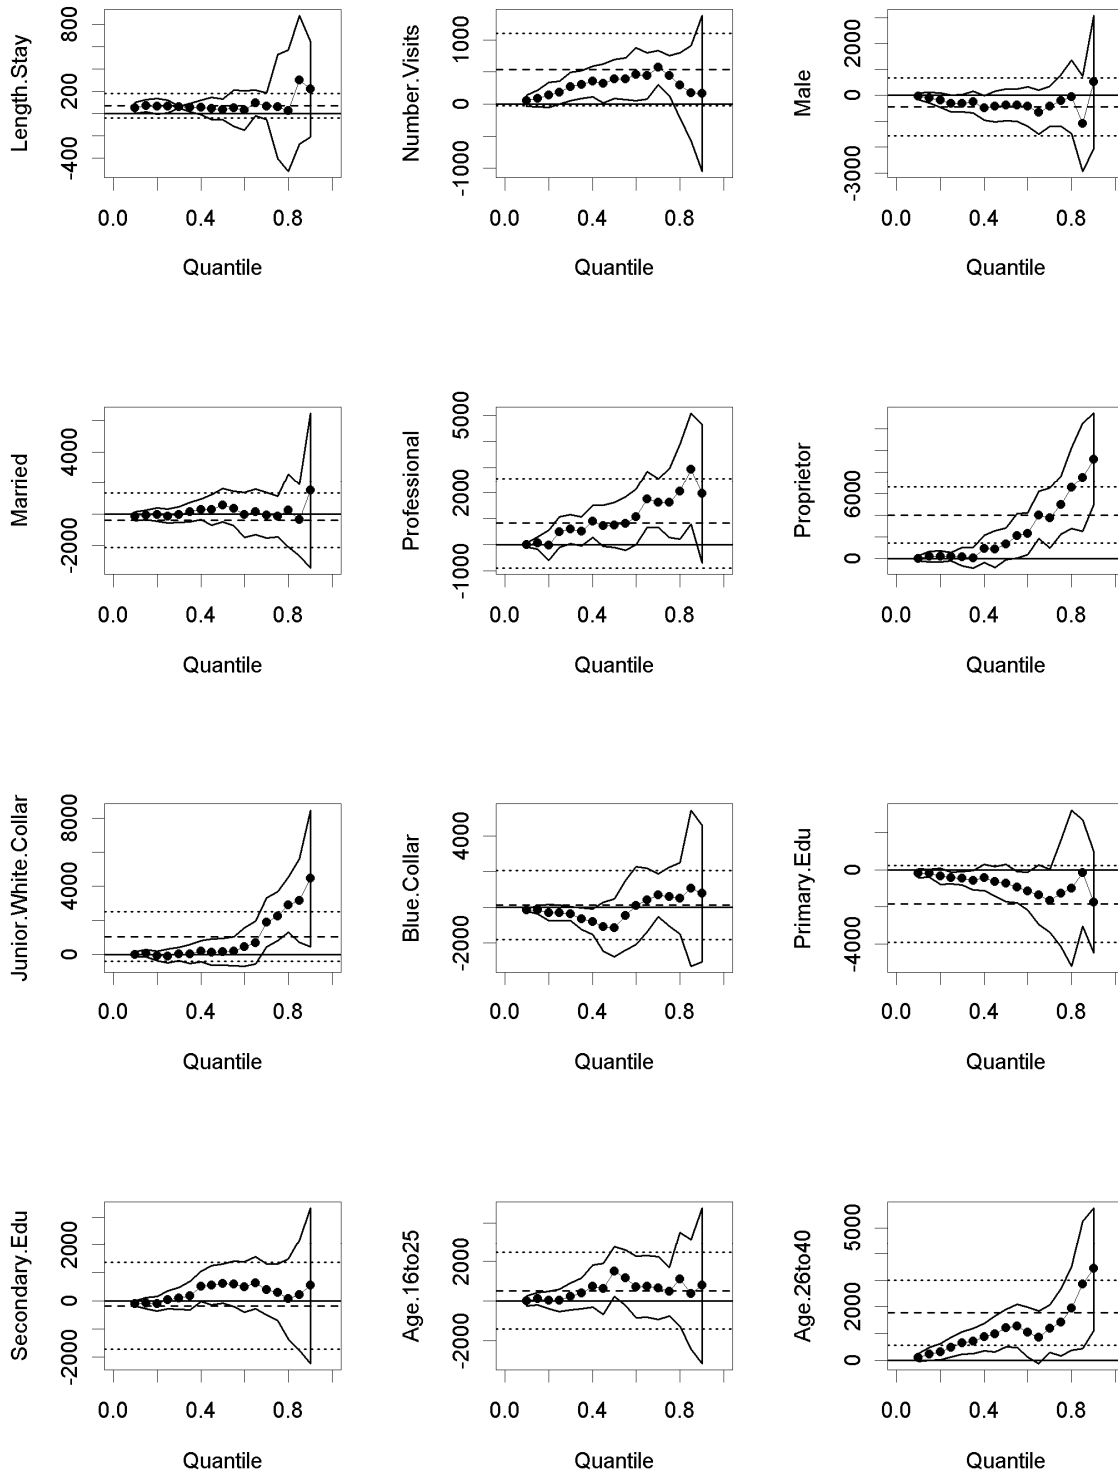 Length.Stay
800
200
-400
0.0 0.4 0.8
Quantile
Number.Visits
1000
0
-1000
0.0 0.4 0.8
Quantile
Male
2000
0
-3000
0.0 0.4 0.8
Quantile
Married
4000
-2000
0.0 0.4 0.8
Quantile
Professional
5000
2000
-1000
0.0 0.4 0.8
Quantile
Proprietor
6000
0
0.0 0.4 0.8
Quantile
Junior.White.Collar
8000
4000
0
0.0 0.4 0.8
Quantile
Blue.Collar
4000
-2000
0.0 0.4 0.8
Quantile
Primary.Edu
0
-4000
0.0 0.4 0.8
Quantile
Secondary.Edu
2000
0
-2000
0.0 0.4 0.8
Quantile
Age.16to25
2000
-2000
0.0 0.4 0.8
Quantile
Age.26to40
5000
2000
0
0.0 0.4 0.8
Quantile